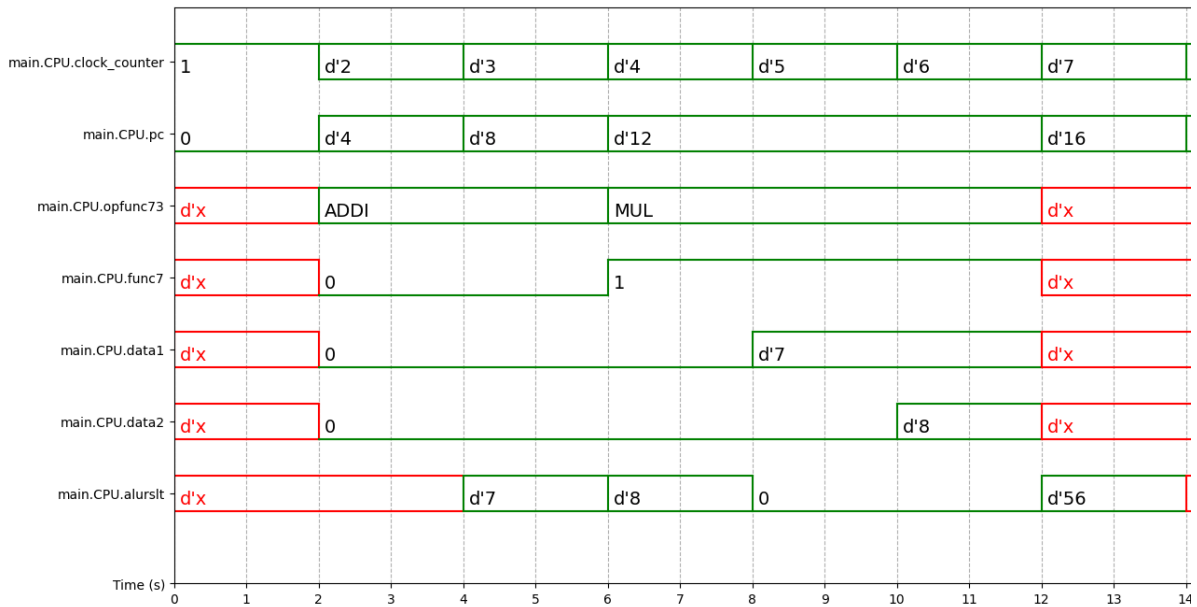 main.CPU.clock_counter 1 d'2 d'3 d'4 d'5 d'6 d'7
main.CPU.pc 0 d'4 d'8 d'12 d'16
main.CPU.opfunc73 d'x ADDI MUL d'x
main.CPU.func7 d'x 0 1 d'x
main.CPU.data1 d'x 0 d'7 d'x
main.CPU.data2 d'x 0 d'8 d'x
main.CPU.alurslt d'x d'7 d'8 0 d'56
Time (s)
0 1 2 3 4 5 6 7 8 9 10 11 12 13 14